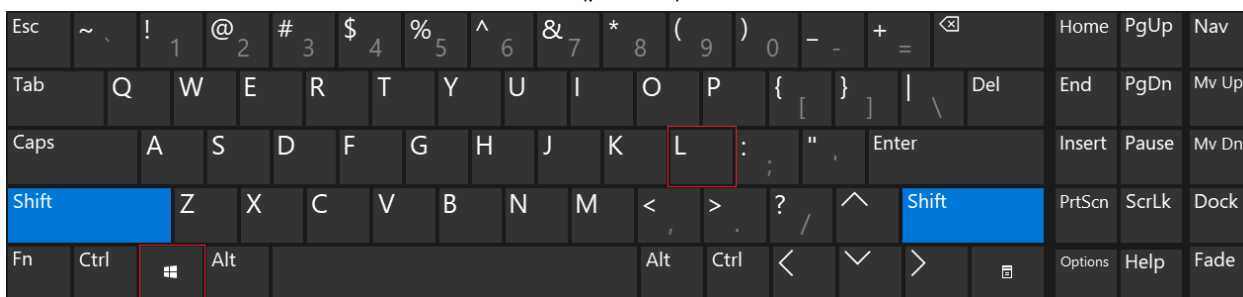 Esc ~ ` ! 1 @ 2 # 3 $ 4 % 5 ^ 6 & 7 * 8 ( 9 ) 0 _ - + = Home PgUp Nav
Tab Q W E R T Y U I O P { [ } ] | \ Del End PgDn Mv Up
Caps A S D F G H J K L : ; " ' Enter Insert Pause Mv Dn
Shift Z X C V B N M < , > . ? / Shift PrtScn ScrLk Dock
Fn Ctrl Alt Alt Ctrl Options Help Fade